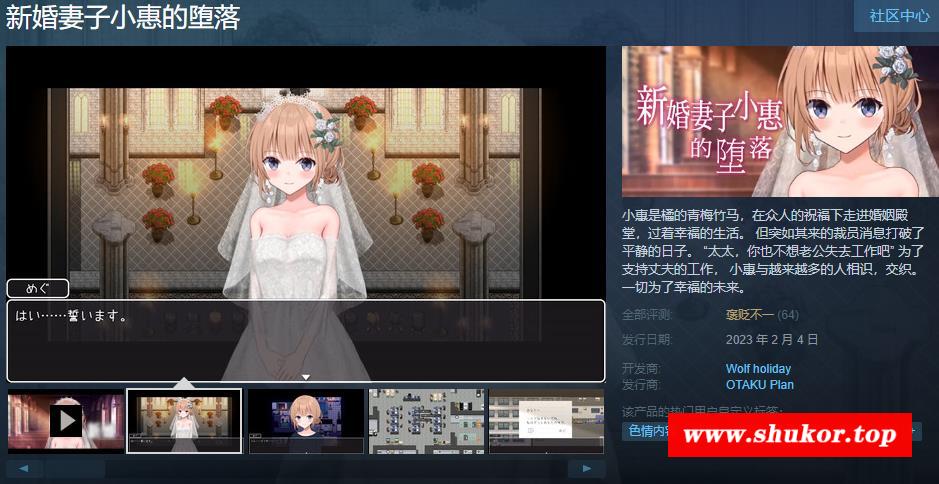 新婚妻子小惠的堕落
社区中心
めぐ
はい……誓います。
新婚妻子小惠
的堕落
小惠是橘的青梅竹马，在众人的祝福下走进婚姻殿
堂，过着幸福的生活。 但突如其来的裁员消息打破了
平静的日子。 “太太，你也不想老公失去工作吧” 为了
支持丈夫的工作， 小惠与越来越多的人相识，交织。
一切为了幸福的未来。
全部评测: 褒贬不一 (64)
发行日期: 2023 年 2 月 4 日
开发商: Wolf holiday
发行商: OTAKU Plan
该产品的热门用户自定义标签:
色情内容
www.shukor.top
+